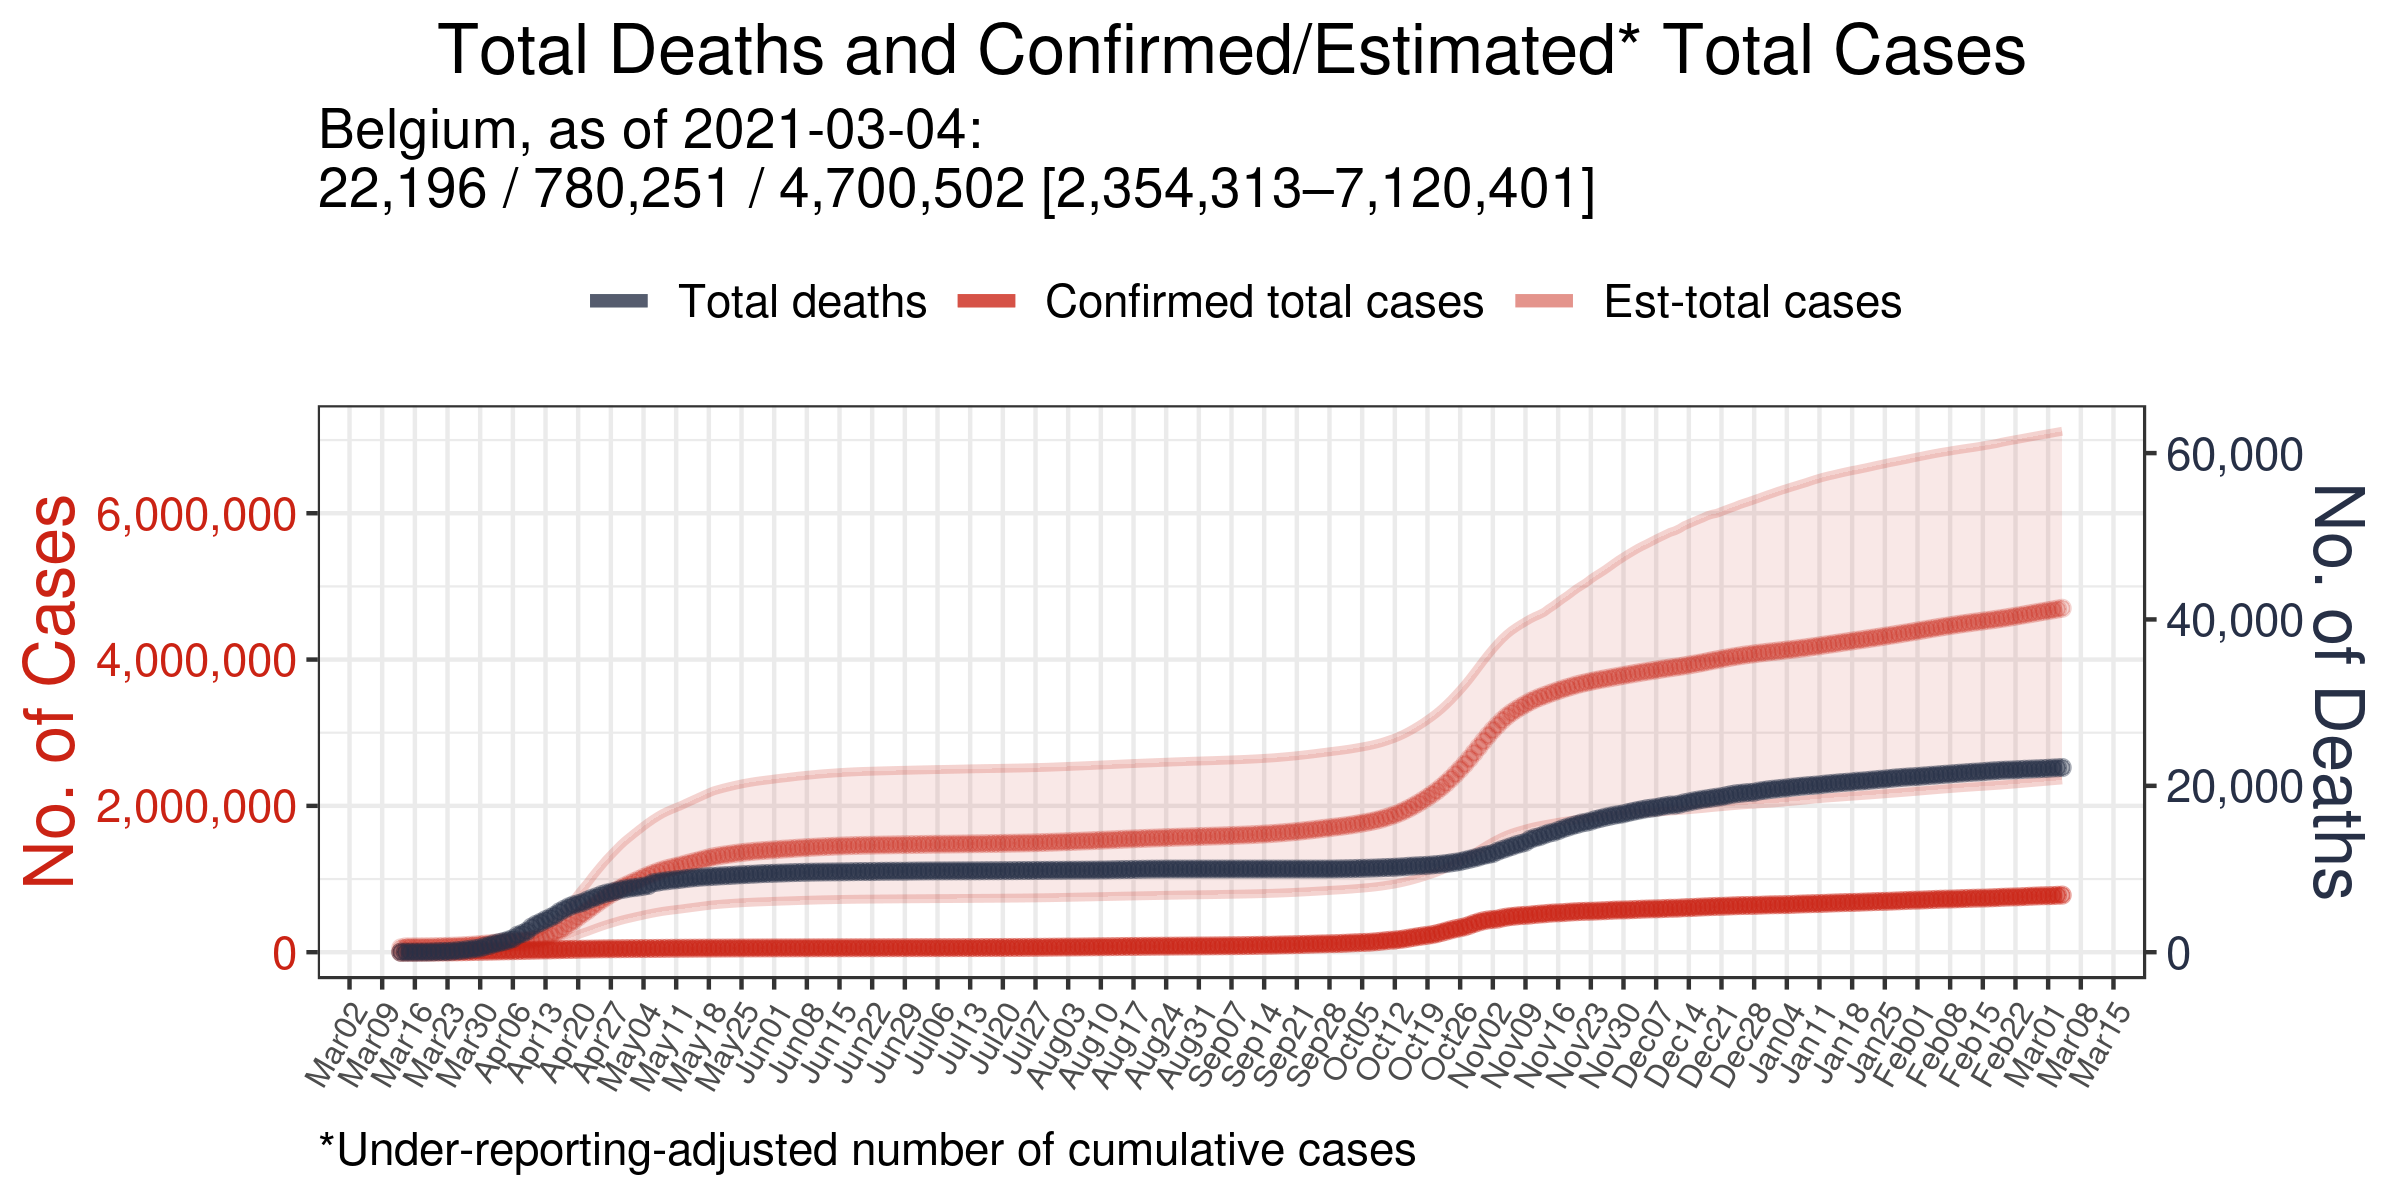 Total Deaths and Confirmed/Estimated* Total Cases
Belgium, as of 2021-03-04:
22,196 / 780,251 / 4,700,502 [2,354,313–7,120,401]
Total deaths
Confirmed total cases
Est-total cases
No. of Cases
6,000,000
4,000,000
2,000,000
0
60,000
40,000
20,000
0
No. of Deaths
Mar02
Mar09
Mar16
Mar23
Mar30
Apr06
Apr13
Apr20
Apr27
May04
May11
May18
May25
Jun01
Jun08
Jun15
Jun22
Jun29
Jul06
Jul13
Jul20
Jul27
Aug03
Aug10
Aug17
Aug24
Aug31
Sep07
Sep14
Sep21
Sep28
Oct05
Oct12
Oct19
Oct26
Nov02
Nov09
Nov16
Nov23
Nov30
Dec07
Dec14
Dec21
Dec28
Jan04
Jan11
Jan18
Jan25
Feb01
Feb08
Feb15
Feb22
Mar01
Mar08
Mar15
*Under-reporting-adjusted number of cumulative cases